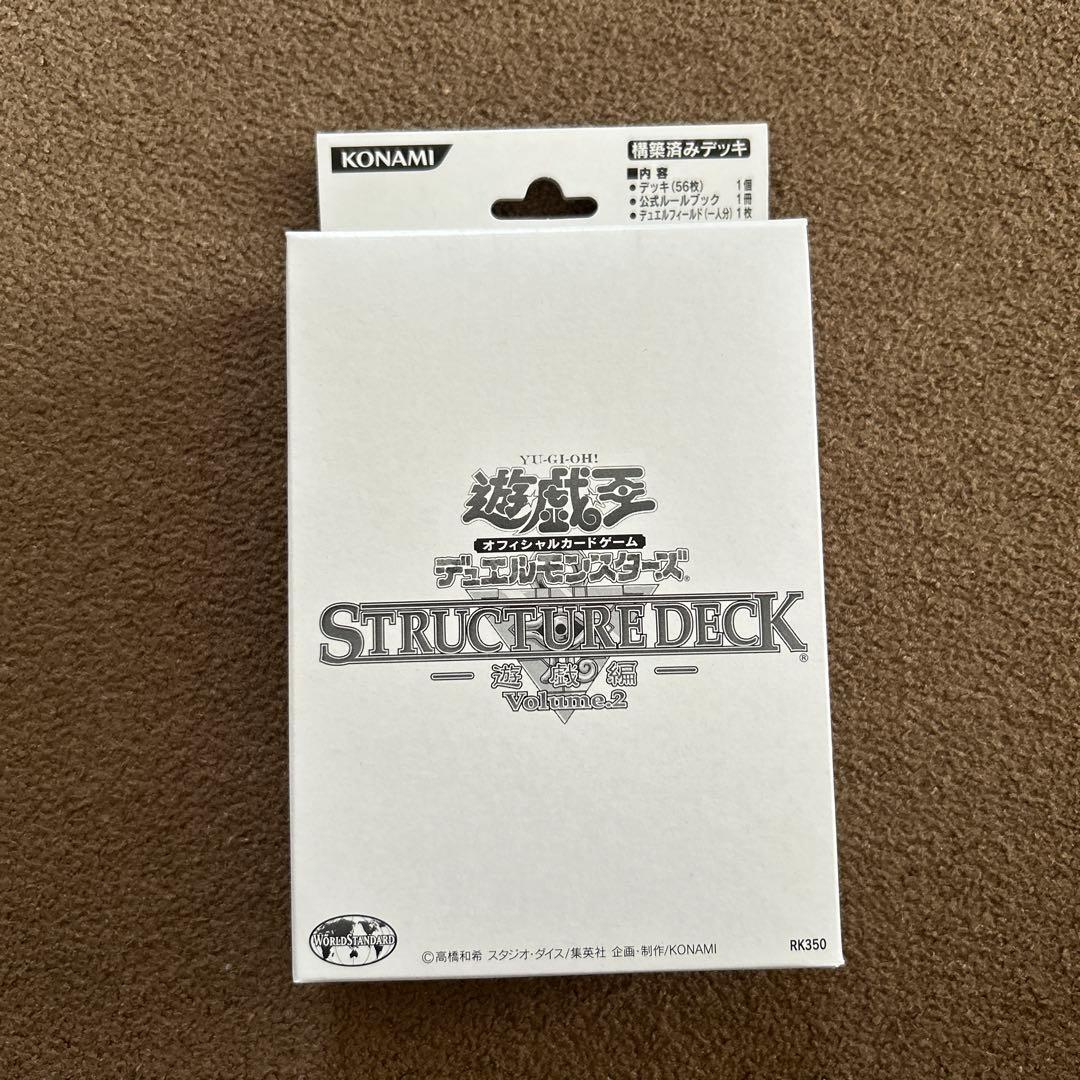 KONAMI
構築済みデッキ
■内 容
●デッキ(56枚) 1個
●公式ルールブック 1冊
●デュエルフィールド(一人分) 1枚
YU-GI-OH!
遊戯王
オフィシャルカードゲーム
デュエルモンスターズ®
STRUCTURE DECK®
― 遊戯編 ―
Volume.2
WORLD STANDARD
©高橋和希 スタジオ・ダイス/集英社 企画・制作/KONAMI
RK350